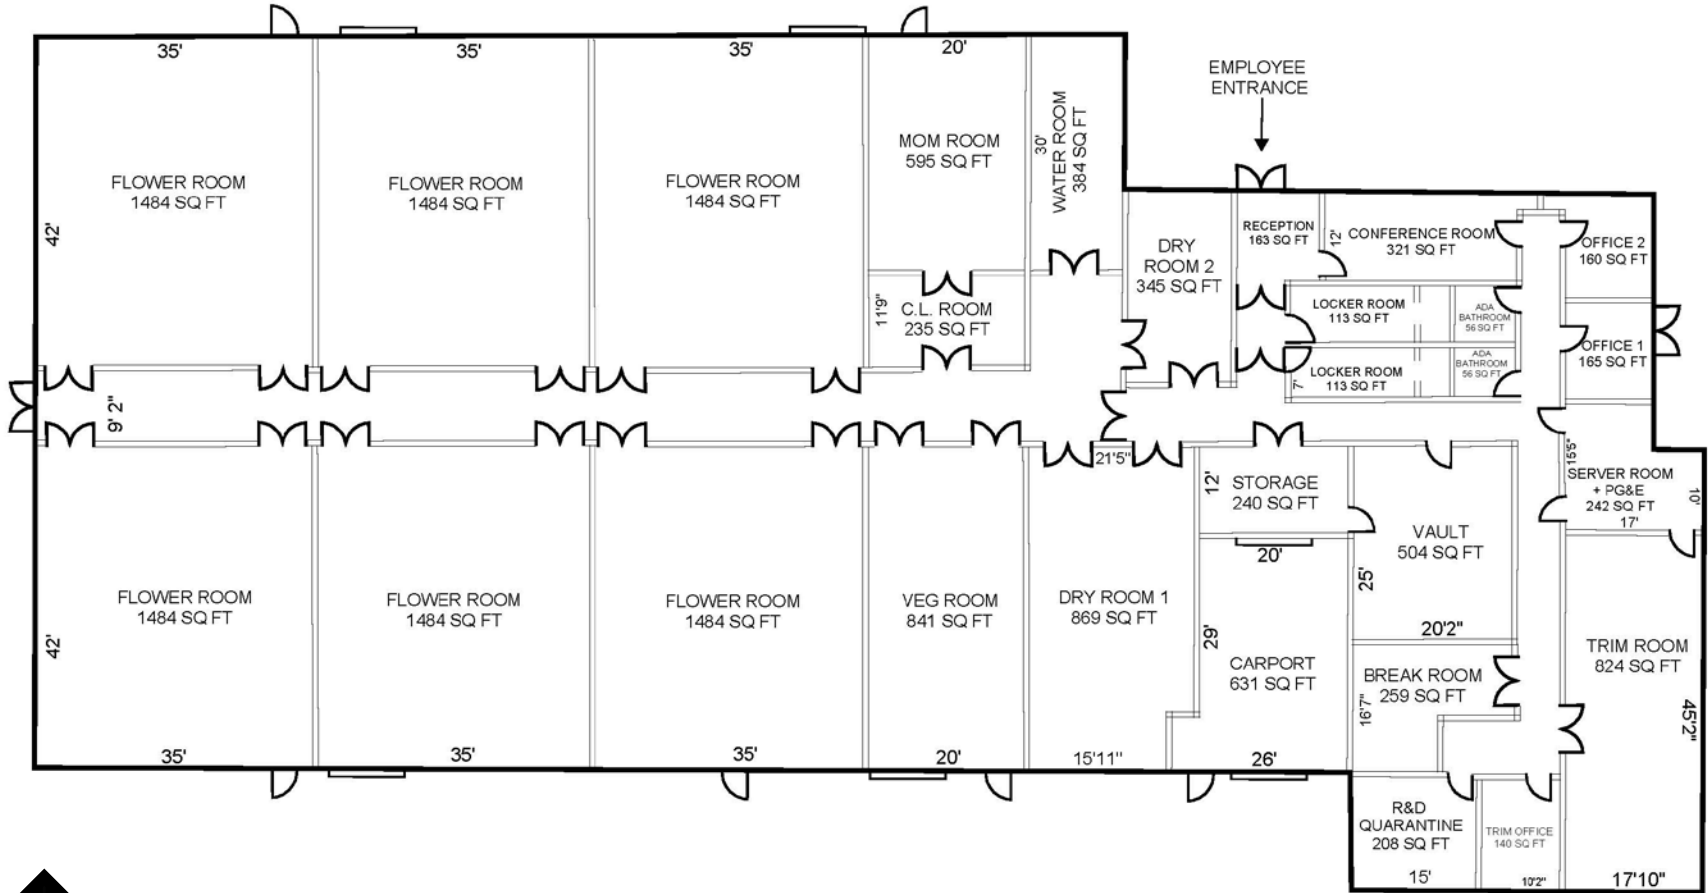 35'
35'
35'
20'
EMPLOYEE
ENTRANCE
FLOWER ROOM
1484 SQ FT
42'
FLOWER ROOM
1484 SQ FT
FLOWER ROOM
1484 SQ FT
MOM ROOM
595 SQ FT
30'
WATER ROOM
384 SQ FT
DRY
ROOM 2
345 SQ FT
RECEPTION
163 SQ FT
12'
CONFERENCE ROOM
321 SQ FT
OFFICE 2
160 SQ FT
11'9"
C.L. ROOM
235 SQ FT
LOCKER ROOM
113 SQ FT
ADA
BATHROOM
56 SQ FT
OFFICE 1
165 SQ FT
LOCKER ROOM
113 SQ FT
7'
ADA
BATHROOM
56 SQ FT
9' 2"
21'5"
12'
STORAGE
240 SQ FT
15'5"
SERVER ROOM
+ PG&E
242 SQ FT
17'
10'
VAULT
504 SQ FT
25'
20'2"
20'
FLOWER ROOM
1484 SQ FT
42'
FLOWER ROOM
1484 SQ FT
FLOWER ROOM
1484 SQ FT
VEG ROOM
841 SQ FT
DRY ROOM 1
869 SQ FT
29'
CARPORT
631 SQ FT
BREAK ROOM
259 SQ FT
16'7"
TRIM ROOM
824 SQ FT
45'2"
35'
35'
35'
20'
15'11"
26'
R&D
QUARANTINE
208 SQ FT
15'
TRIM OFFICE
140 SQ FT
10'2"
17'10"